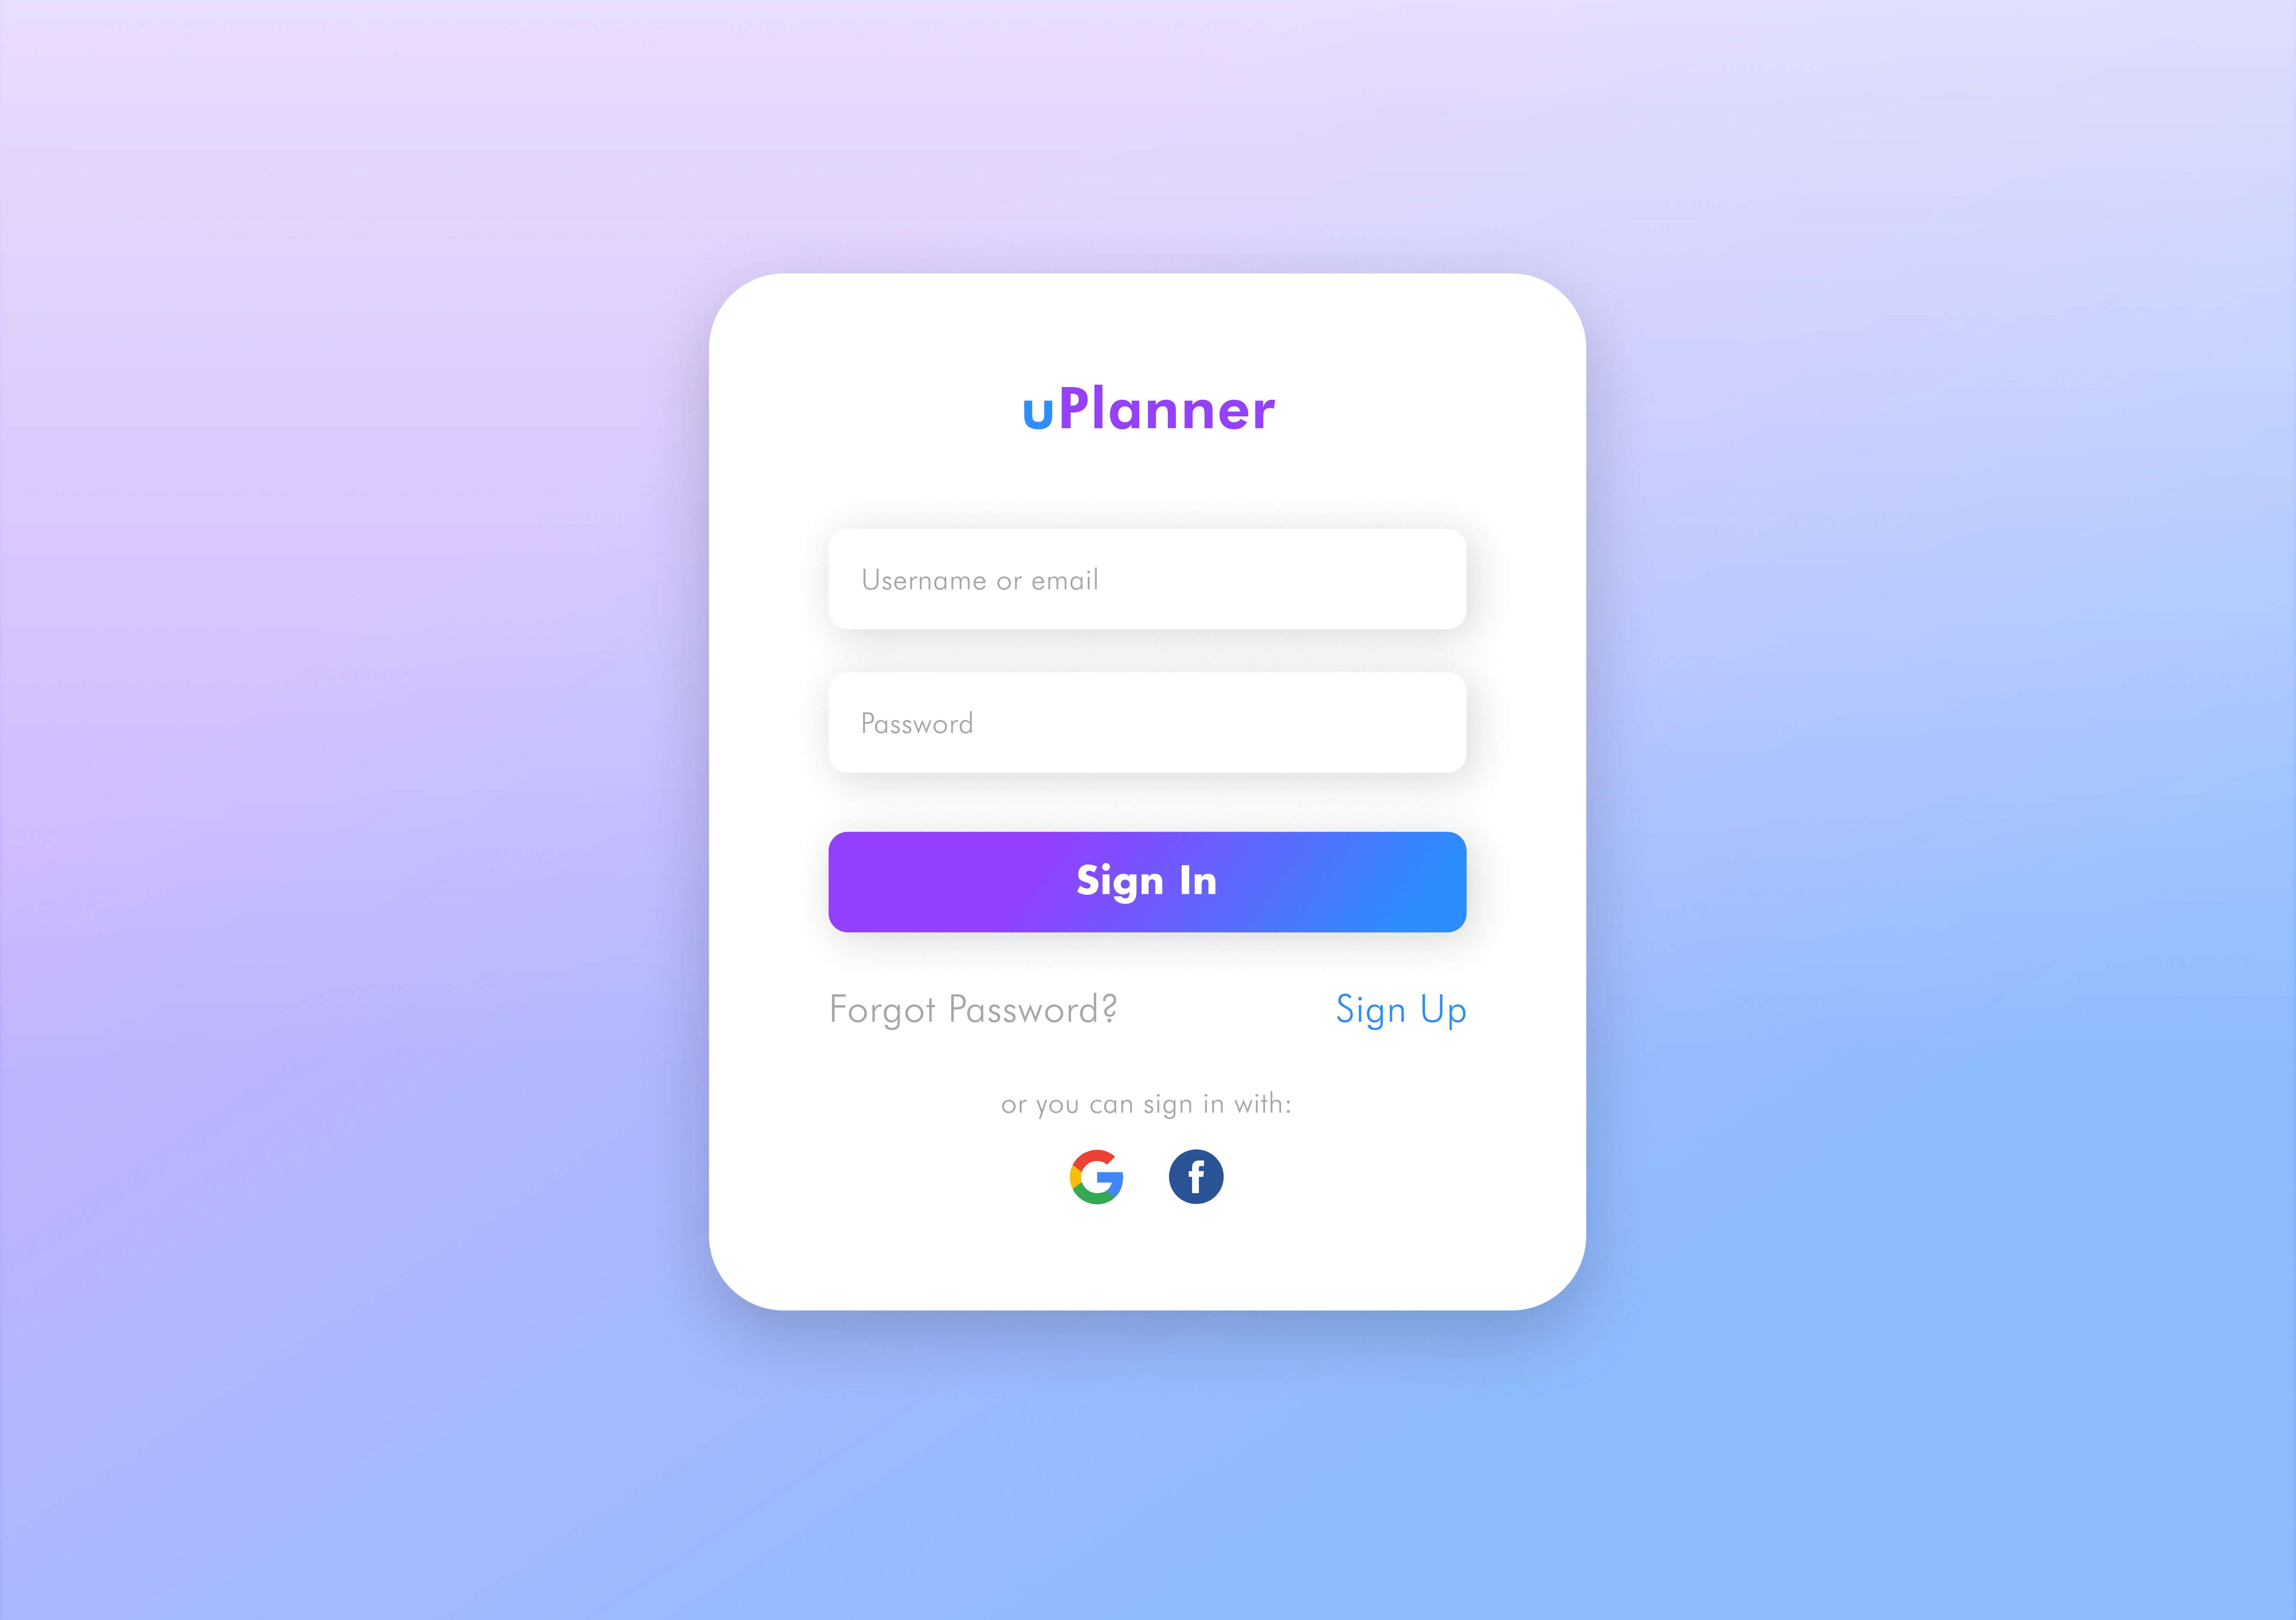 uPlanner
Username or email
Password
Sign In
Forgot Password? Sign Up
or you can sign in with: